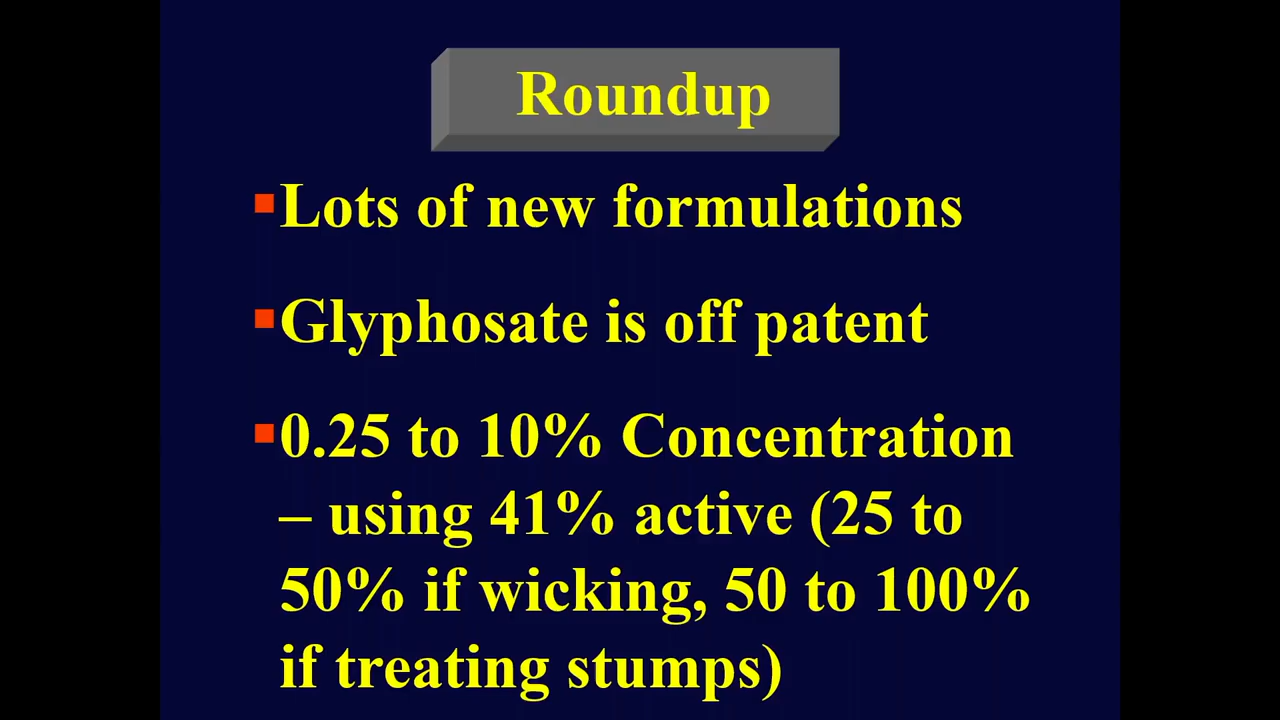 Roundup
▪Lots of new formulations
▪Glyphosate is off patent
▪0.25 to 10% Concentration
– using 41% active (25 to
50% if wicking, 50 to 100%
if treating stumps)